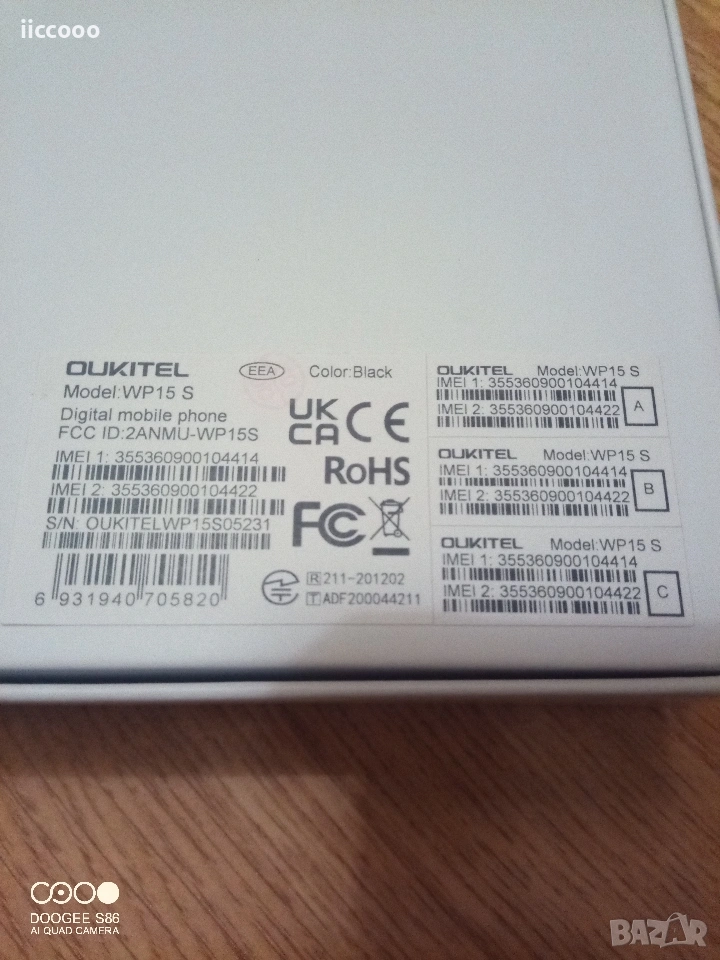 iiccooo
OUKITEL
EEA
Color:Black
Model:WP15 S
Digital mobile phone
FCC ID:2ANMU-WP15S
IMEI 1: 355360900104414
IMEI 2: 355360900104422
S/N: OUKITELWP15S05231
6 931940 705820
UK
CA CE
RoHS
FC
R 211-201202
T ADF200044211
OUKITEL Model:WP15 S
IMEI 1: 355360900104414
IMEI 2: 355360900104422
A
OUKITEL Model:WP15 S
IMEI 1: 355360900104414
IMEI 2: 355360900104422
B
OUKITEL Model:WP15 S
IMEI 1: 355360900104414
IMEI 2: 355360900104422
C
DOOGEE S86
AI QUAD CAMERA
BAZAR